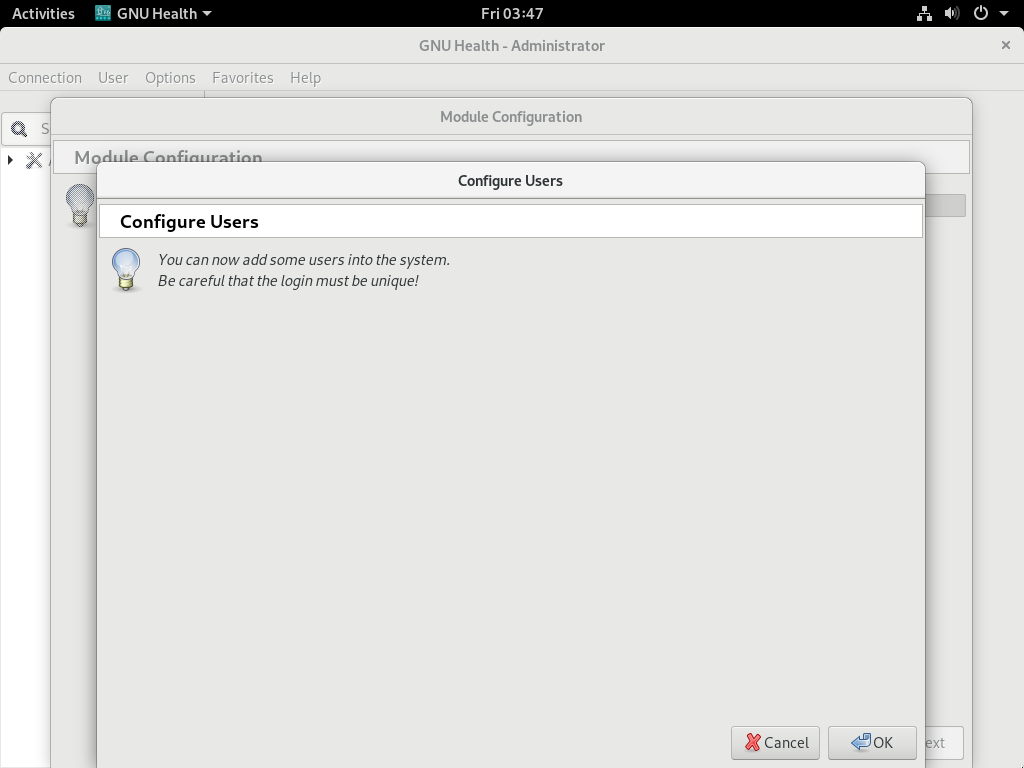 Activities GNU Health Fri 03:47
GNU Health - Administrator
Connection User Options Favorites Help
Module Configuration
S
Module Configuration
Configure Users
Configure Users
You can now add some users into the system.
Be careful that the login must be unique!
Cancel OK ext